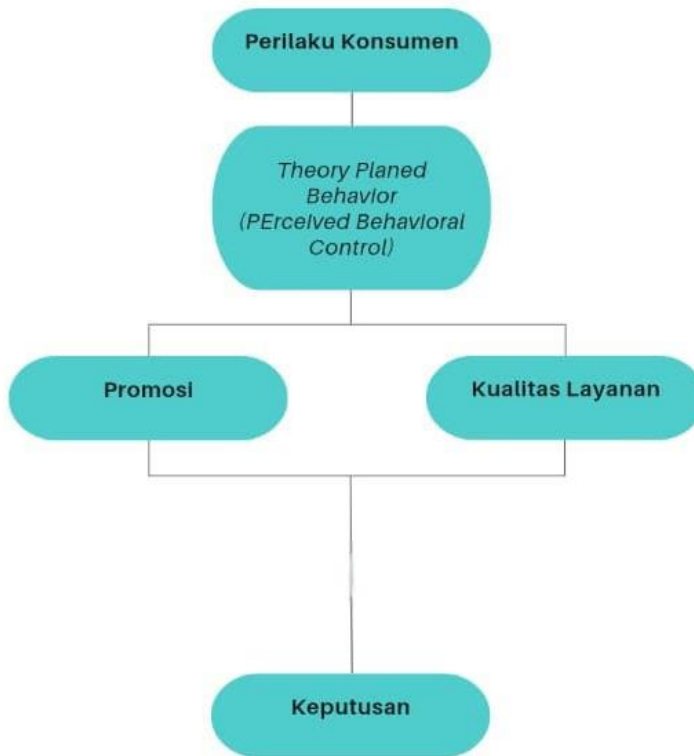 Perilaku Konsumen
Theory Planed
Behavior
(PErceived Behavioral
Control)
Promosi
Kualitas Layanan
Keputusan